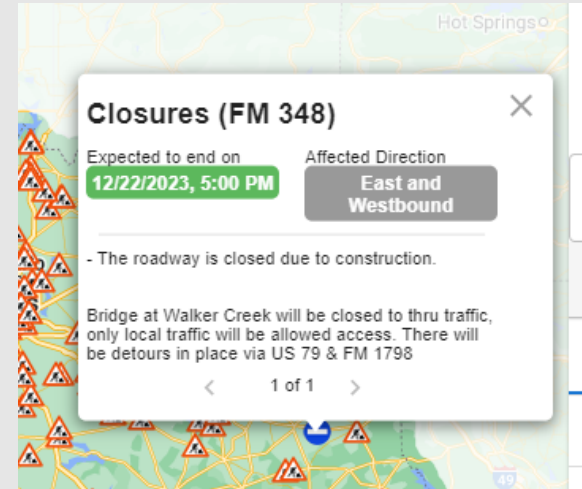 Hot Springs
Closures (FM 348)
Expected to end on
Affected Direction
12/22/2023, 5:00 PM
East and
Westbound
- The roadway is closed due to construction.
Bridge at Walker Creek will be closed to thru traffic,
only local traffic will be allowed access. There will
be detours in place via US 79 & FM 1798
1 of 1
49